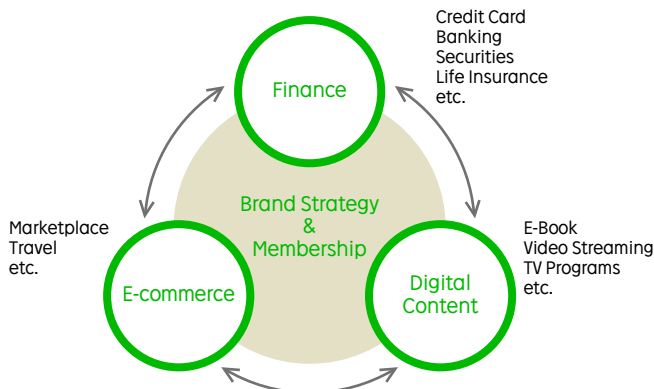 Credit Card
Banking
Securities
Life Insurance
etc.
Finance
Brand Strategy
&
Membership
Marketplace
Travel
etc.
E-commerce
E-Book
Video Streaming
TV Programs
etc.
Digital
Content